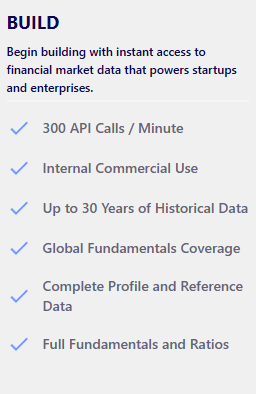 BUILD
Begin building with instant access to
financial market data that powers startups
and enterprises.
300 API Calls / Minute
Internal Commercial Use
Up to 30 Years of Historical Data
Global Fundamentals Coverage
Complete Profile and Reference
Data
Full Fundamentals and Ratios